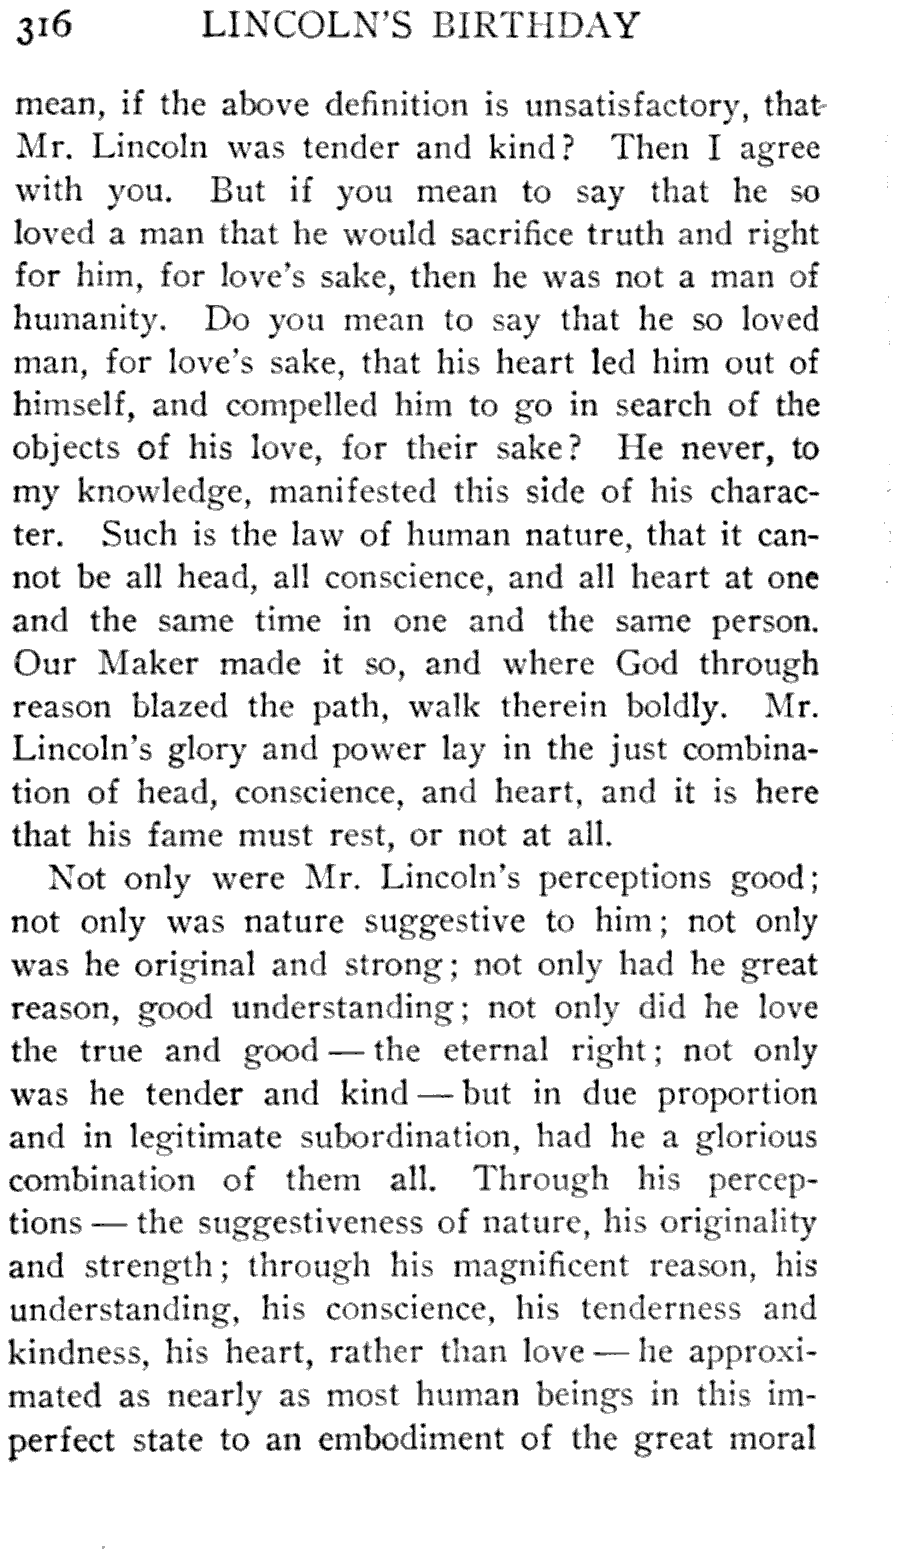 316 LINCOLN'S BIRTHDAY
mean, if the above definition is unsatisfactory, that
Mr. Lincoln was tender and kind? Then I agree
with you. But if you mean to say that he so
loved a man that he would sacrifice truth and right
for him, for love's sake, then he was not a man of
humanity. Do you mean to say that he so loved
man, for love's sake, that his heart led him out of
himself, and compelled him to go in search of the
objects of his love, for their sake? He never, to
my knowledge, manifested this side of his charac-
ter. Such is the law of human nature, that it can-
not be all head, all conscience, and all heart at one
and the same time in one and the same person.
Our Maker made it so, and where God through
reason blazed the path, walk therein boldly. Mr.
Lincoln's glory and power lay in the just combina-
tion of head, conscience, and heart, and it is here
that his fame must rest, or not at all.
Not only were Mr. Lincoln's perceptions good;
not only was nature suggestive to him; not only
was he original and strong; not only had he great
reason, good understanding; not only did he love
the true and good — the eternal right; not only
was he tender and kind — but in due proportion
and in legitimate subordination, had he a glorious
combination of them all. Through his percep-
tions — the suggestiveness of nature, his originality
and strength; through his magnificent reason, his
understanding, his conscience, his tenderness and
kindness, his heart, rather than love — he approxi-
mated as nearly as most human beings in this im-
perfect state to an embodiment of the great moral